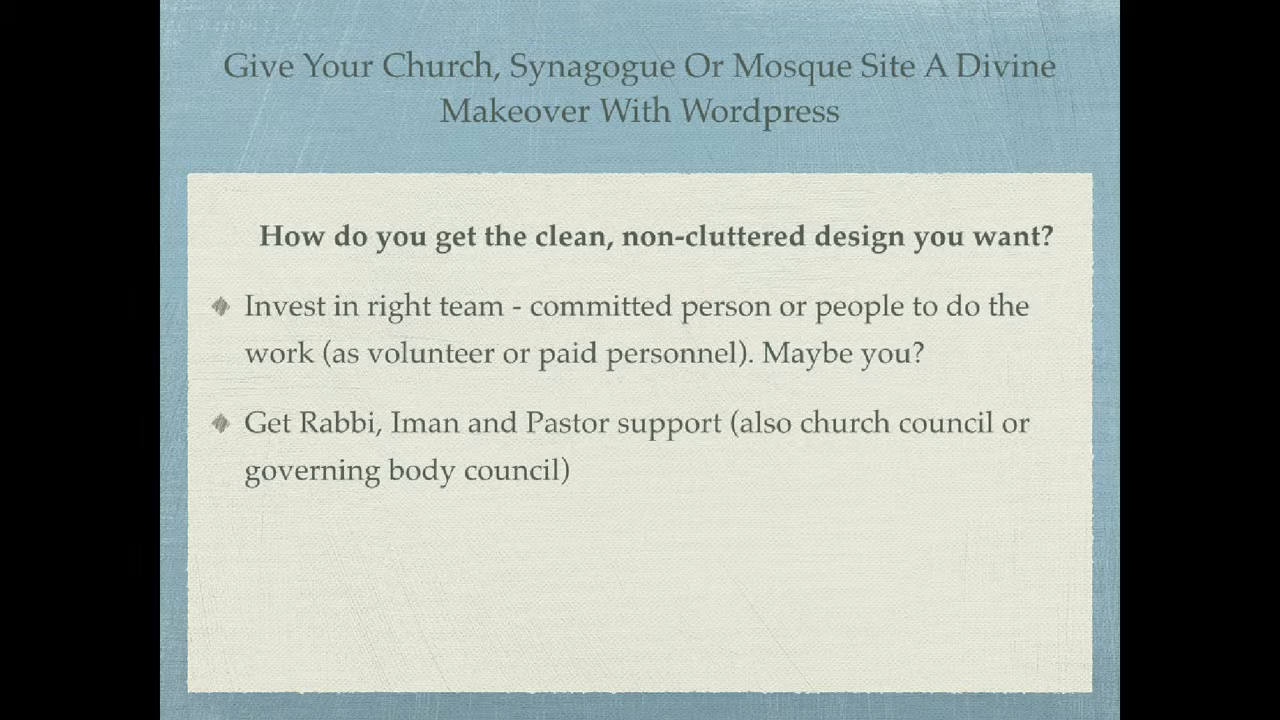 Give Your Church, Synagogue Or Mosque Site A Divine
Makeover With Wordpress
How do you get the clean, non-cluttered design you want?
Invest in right team - committed person or people to do the
work (as volunteer or paid personnel). Maybe you?
Get Rabbi, Iman and Pastor support (also church council or
governing body council)